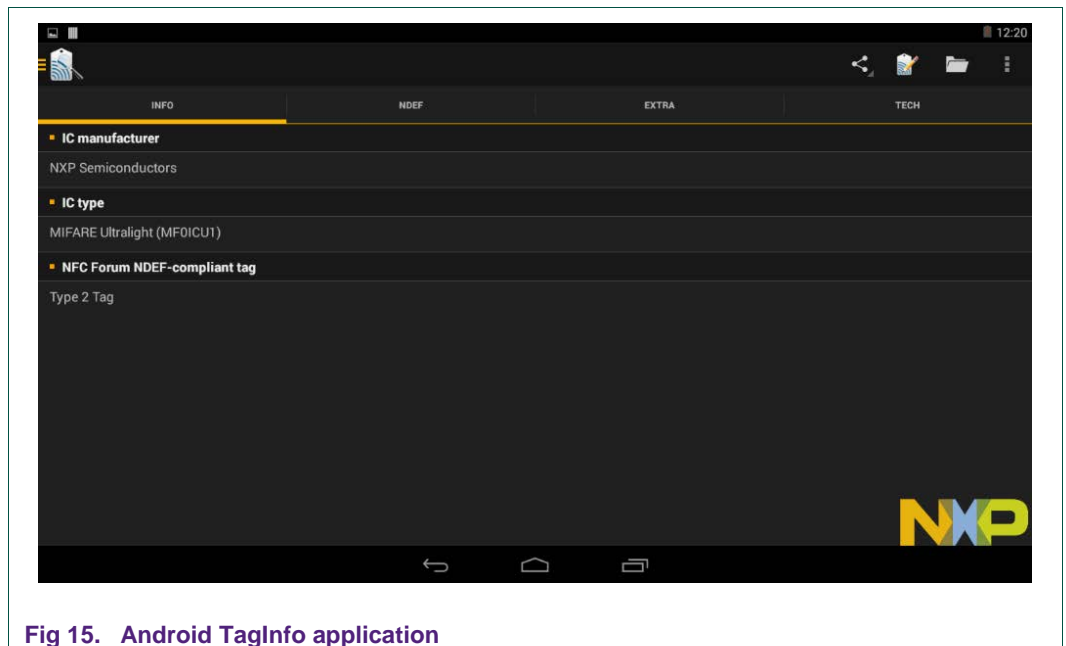 12:20
INFO NDEF EXTRA TECH
IC manufacturer
NXP Semiconductors
IC type
MIFARE Ultralight (MF0ICU1)
NFC Forum NDEF-compliant tag
Type 2 Tag
NXP
Fig 15. Android TagInfo application